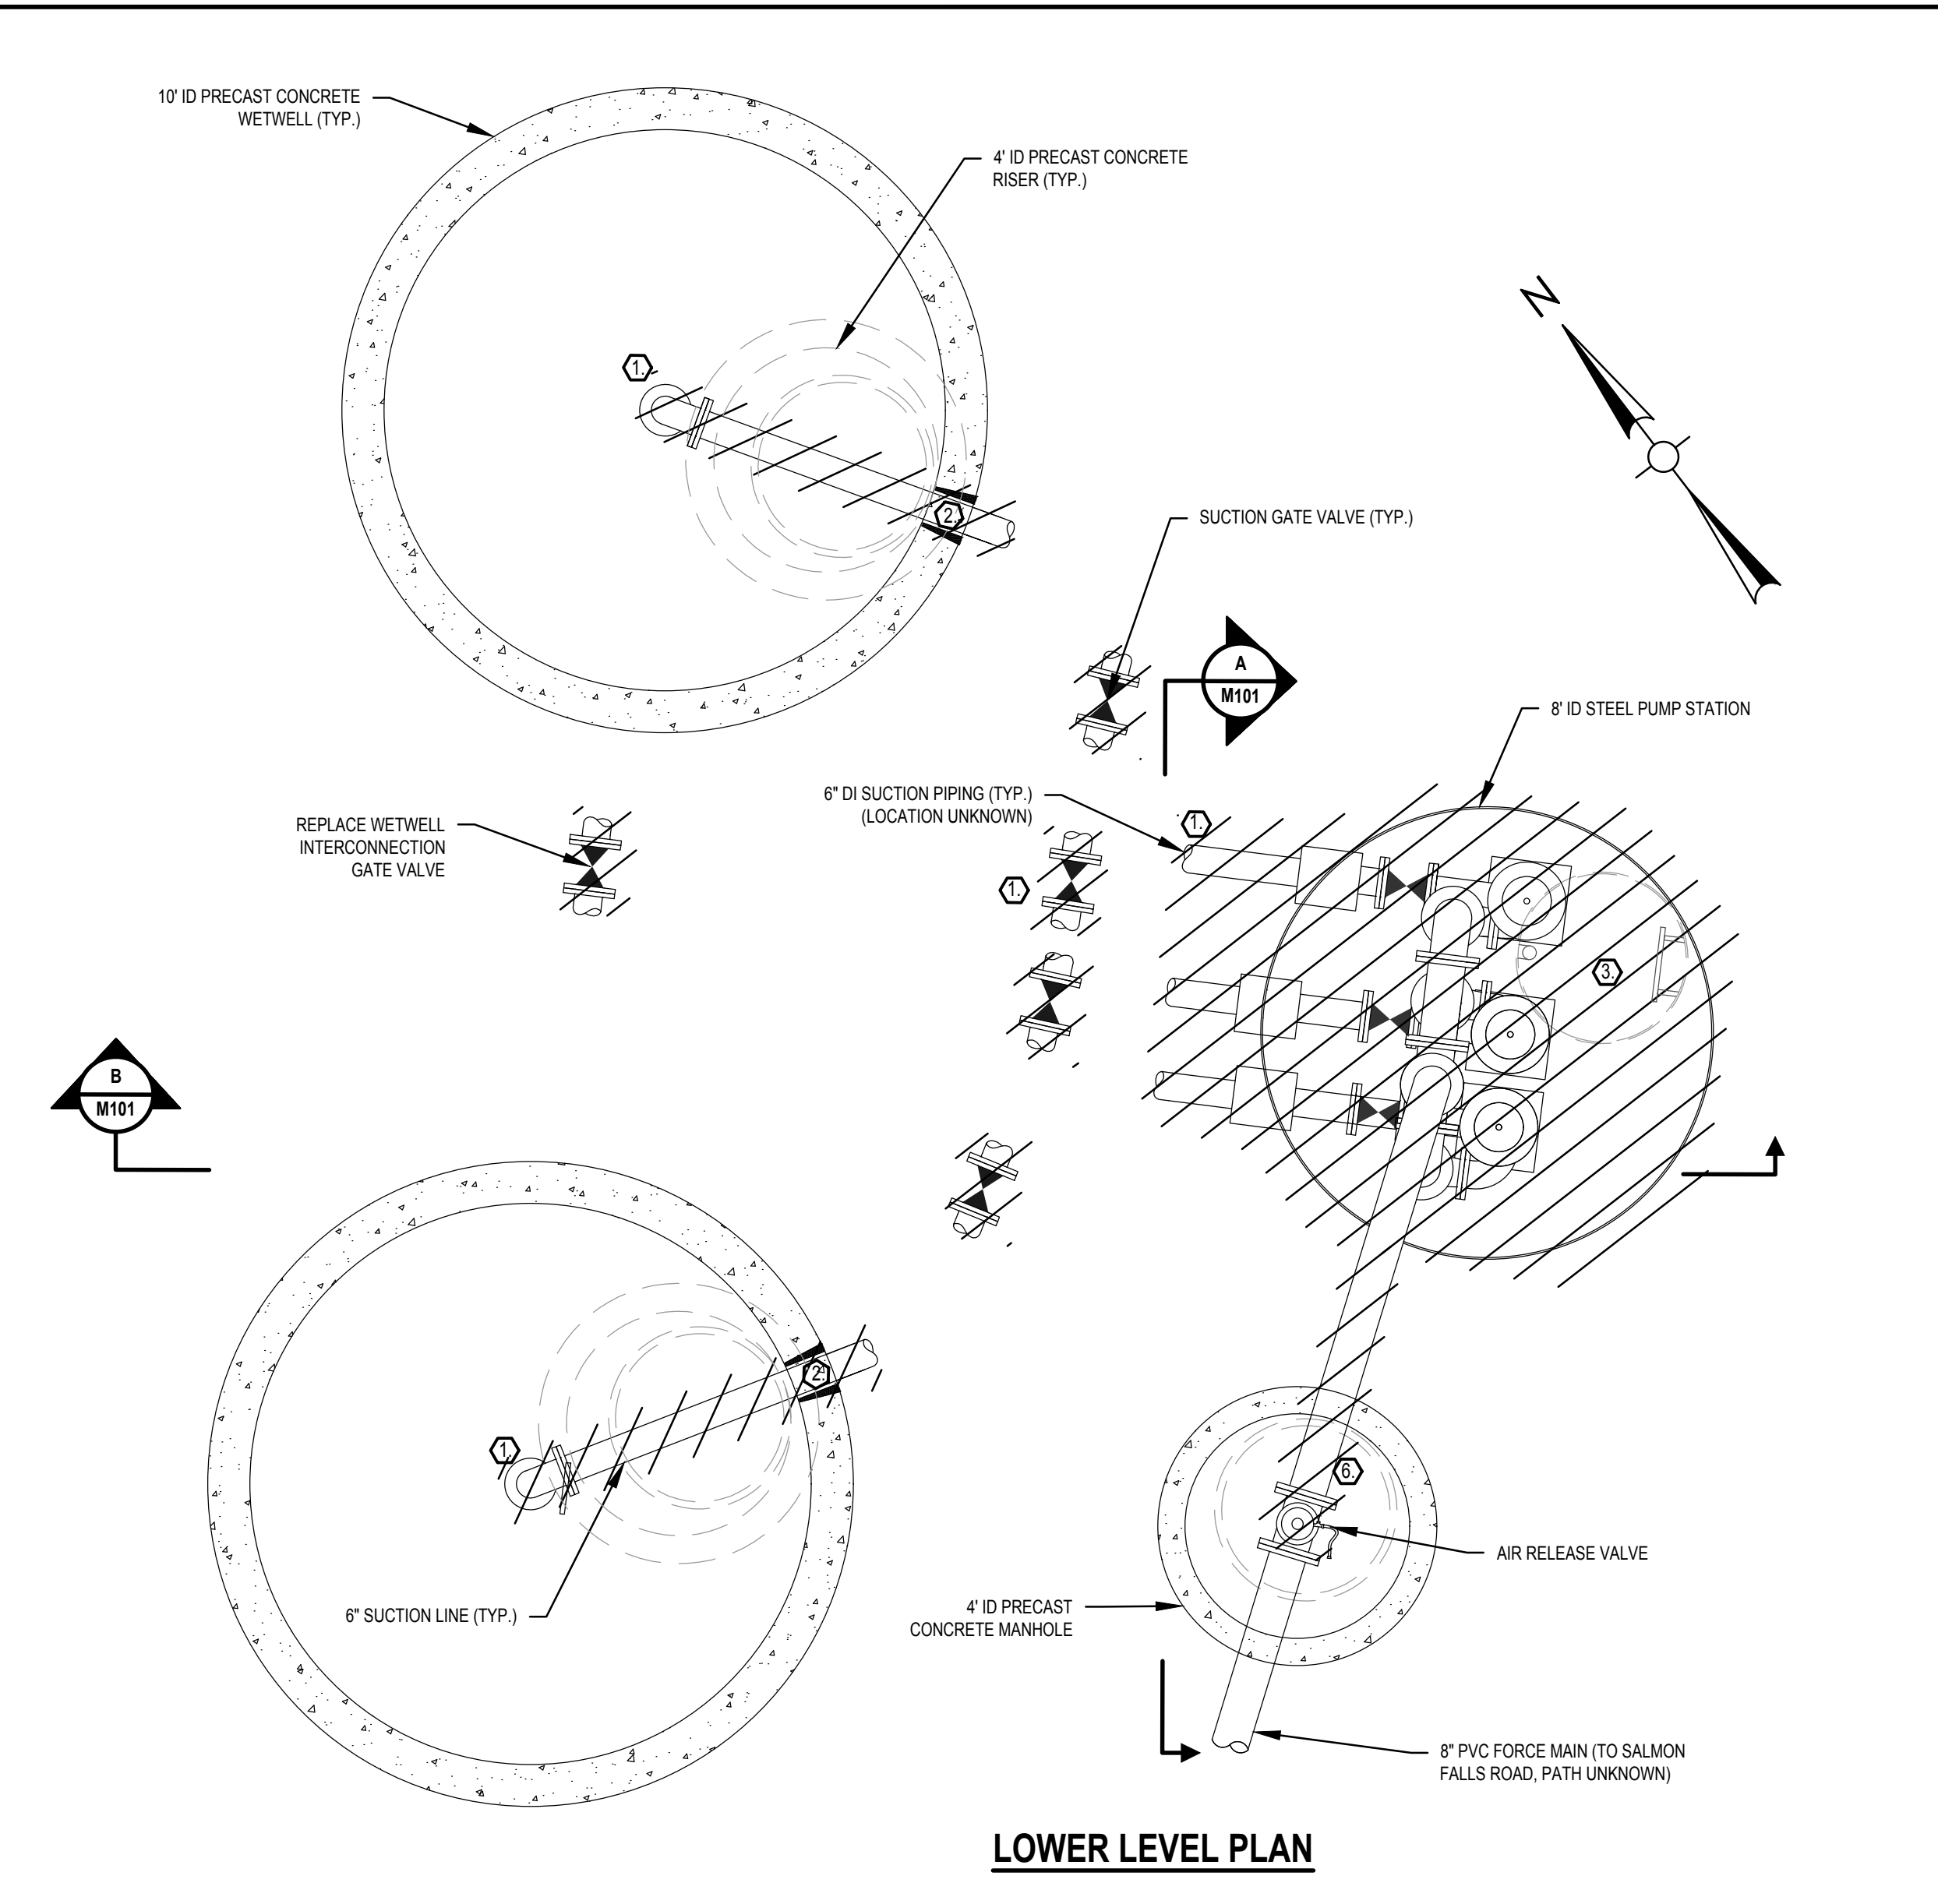 10' ID PRECAST CONCRETE
WETWELL (TYP.)
4' ID PRECAST CONCRETE
RISER (TYP.)
N
1.
2.
SUCTION GATE VALVE (TYP.)
A
M101
8' ID STEEL PUMP STATION
6" DI SUCTION PIPING (TYP.)
(LOCATION UNKNOWN)
1.
REPLACE WETWELL
INTERCONNECTION
GATE VALVE
1.
3.
B
M101
2.
1.
6.
AIR RELEASE VALVE
6" SUCTION LINE (TYP.)
4' ID PRECAST
CONCRETE MANHOLE
8" PVC FORCE MAIN (TO SALMON
FALLS ROAD, PATH UNKNOWN)
LOWER LEVEL PLAN